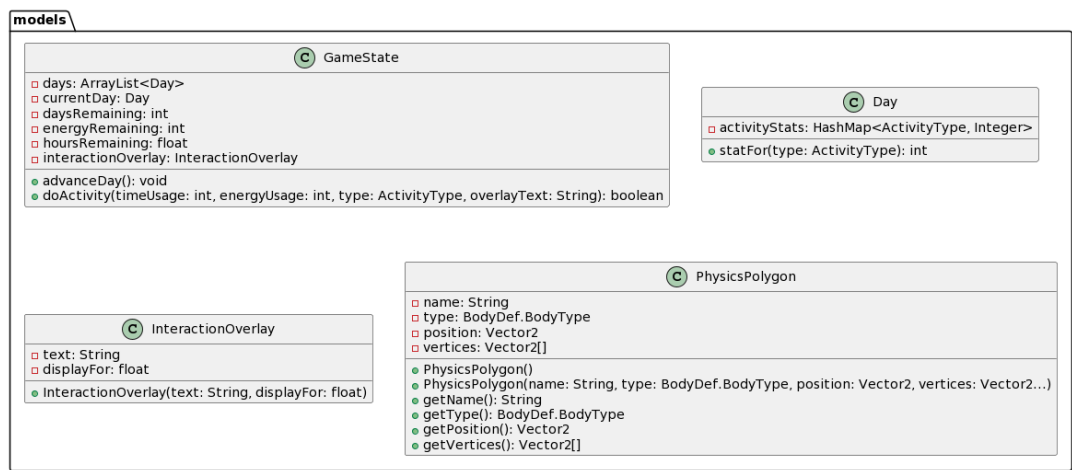 models
C GameState
days: ArrayList<Day>
currentDay: Day
daysRemaining: int
energyRemaining: int
hoursRemaining: float
interactionOverlay: InteractionOverlay
advanceDay(): void
doActivity(timeUsage: int, energyUsage: int, type: ActivityType, overlayText: String): boolean
C Day
activityStats: HashMap<ActivityType, Integer>
statFor(type: ActivityType): int
C InteractionOverlay
text: String
displayFor: float
InteractionOverlay(text: String, displayFor: float)
C PhysicsPolygon
name: String
type: BodyDef.BodyType
position: Vector2
vertices: Vector2[]
PhysicsPolygon()
PhysicsPolygon(name: String, type: BodyDef.BodyType, position: Vector2, vertices: Vector2...)
getName(): String
getType(): BodyDef.BodyType
getPosition(): Vector2
getVertices(): Vector2[]